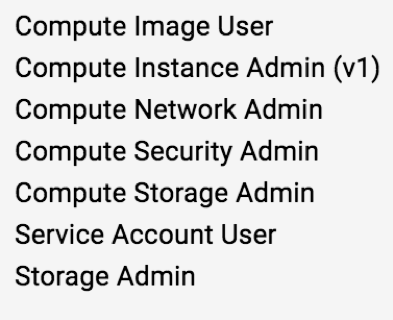 Compute Image User
Compute Instance Admin (v1)
Compute Network Admin
Compute Security Admin
Compute Storage Admin
Service Account User
Storage Admin